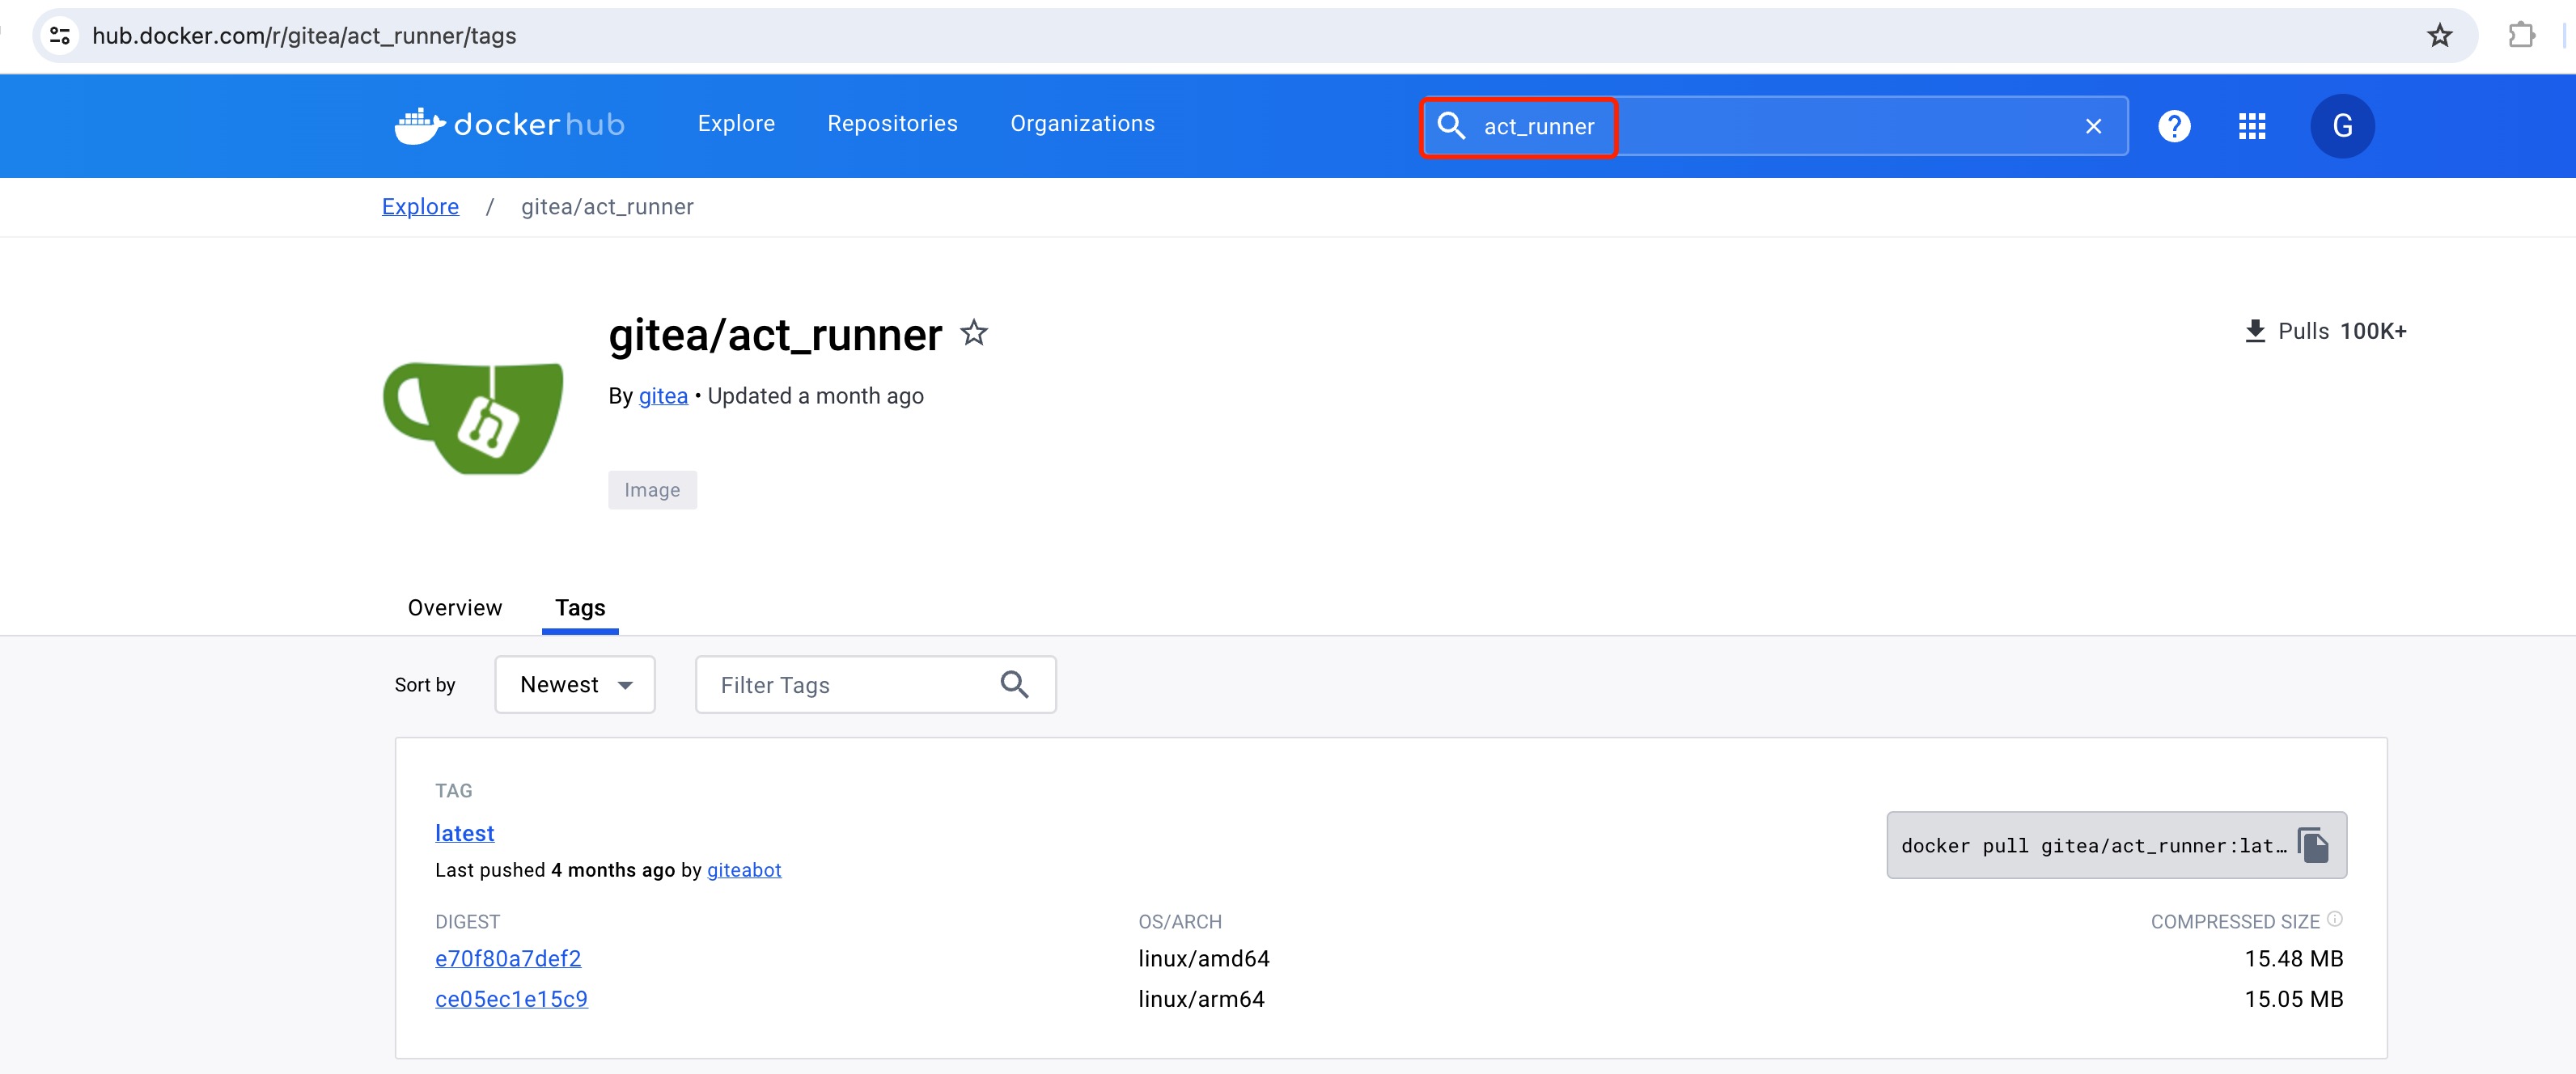 hub.docker.com/r/gitea/act_runner/tags
dockerhub Explore Repositories Organizations act_runner ? G
Explore / gitea/act_runner
gitea/act_runner Pulls 100K+
By gitea • Updated a month ago
Image
Overview Tags
Sort by Newest Filter Tags
TAG
latest
docker pull gitea/act_runner:lat…
Last pushed 4 months ago by giteabot
DIGEST OS/ARCH COMPRESSED SIZE
e70f80a7def2 linux/amd64 15.48 MB
ce05ec1e15c9 linux/arm64 15.05 MB